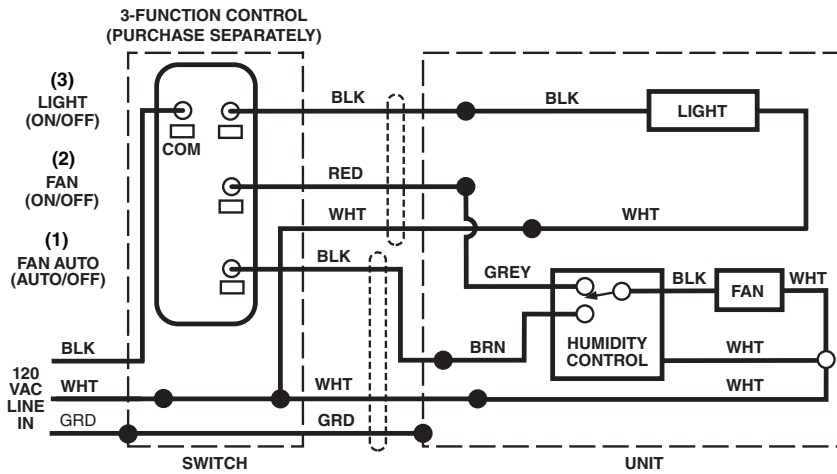 3-FUNCTION CONTROL
(PURCHASE SEPARATELY)
(3)
LIGHT
(ON/OFF)
COM
BLK
BLK
LIGHT
(2)
FAN
(ON/OFF)
RED
WHT
WHT
(1)
FAN AUTO
(AUTO/OFF)
BLK
GREY
BLK
FAN
WHT
BLK
BRN
HUMIDITY
CONTROL
WHT
120
VAC
LINE
IN
WHT
WHT
WHT
GRD
GRD
SWITCH
UNIT